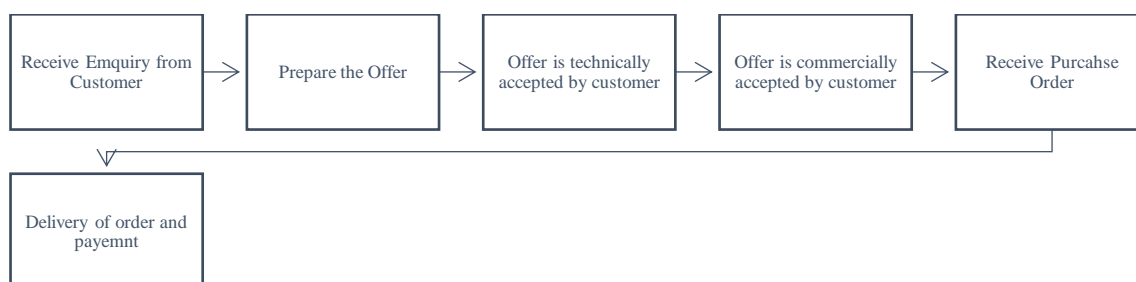 Receive Emquiry from
Customer
Prepare the Offer
Offer is technically
accepted by customer
Offer is commercially
accepted by customer
Receive Purcahse
Order
Delivery of order and
payemnt